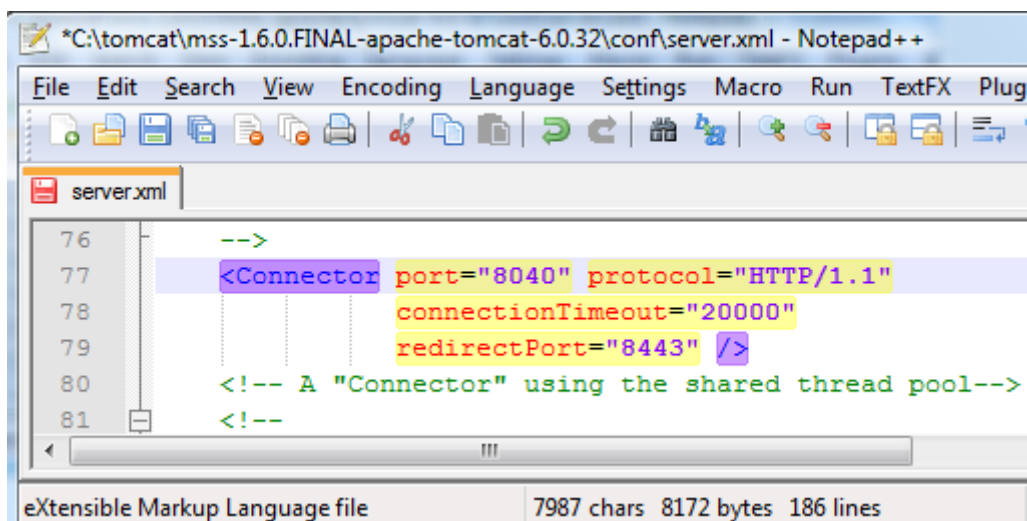 *C:\tomcat\mss-1.6.0.FINAL-apache-tomcat-6.0.32\conf\server.xml - Notepad++
File Edit Search View Encoding Language Settings Macro Run TextFX Plug
server.xml
76 -->
77 <Connector port="8040" protocol="HTTP/1.1"
78 connectionTimeout="20000"
79 redirectPort="8443" />
80 <!-- A "Connector" using the shared thread pool-->
81 <!--
eXtensible Markup Language file 7987 chars 8172 bytes 186 lines